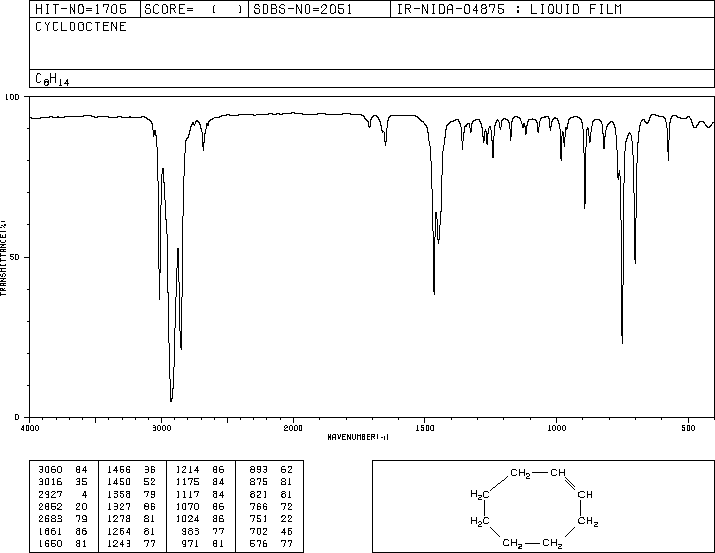 HIT-NO=1705 SCORE= ( ) SDBS-NO=2051 IR-NIDA-04875 : LIQUID FILM
CYCLOOCTENE
C8H14
100
50
0
TRANSMITTANCE(%)
4000 3000 2000 1500 1000 500
WAVENUMBER(-1)
3060 84 1466 36 1214 86 893 62
3016 35 1450 52 1175 84 875 81
2927 4 1358 79 1117 84 821 81
2852 20 1327 86 1070 86 766 72
2683 79 1278 81 1024 86 751 22
1661 86 1264 81 983 77 702 46
1650 81 1243 77 971 81 576 77
CH2 CH
H2C CH
H2C CH2
CH2 CH2